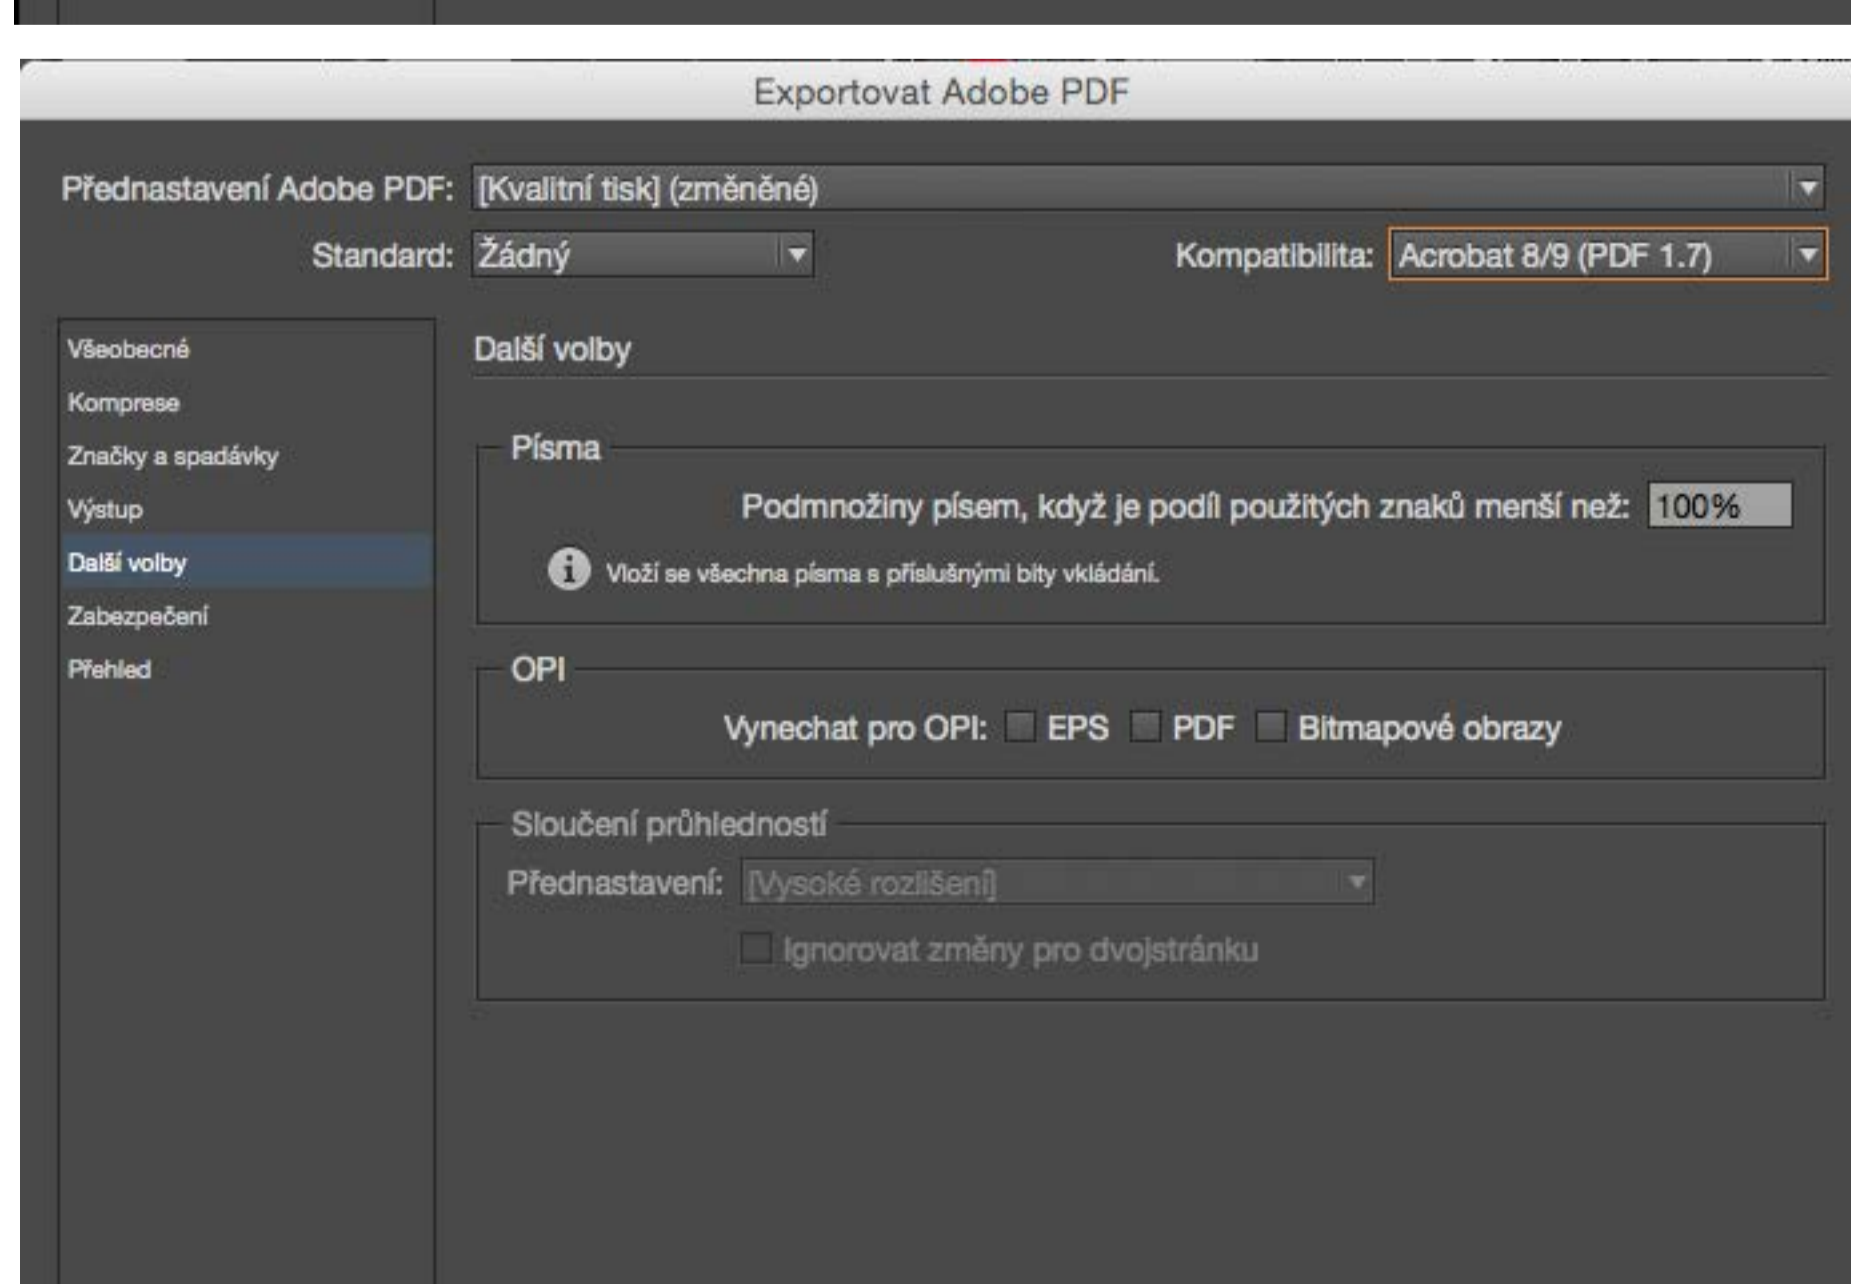 Exportovat Adobe PDF
Přednastavení Adobe PDF: [Kvalitní tisk] (změněné)
Standard: Žádný Kompatibilita: Acrobat 8/9 (PDF 1.7)
Všeobecné
Komprese
Značky a spadávky
Výstup
Další volby
Zabezpečení
Přehled
Další volby
Písma
Podmnožiny písem, když je podíl použitých znaků menší než: 100%
Vloží se všechna písma s příslušnými bity vkládání.
OPI
Vynechat pro OPI: EPS PDF Bitmapové obrazy
Sloučení průhledností
Přednastavení: [Vysoké rozlišení]
Ignorovat změny pro dvojstránku